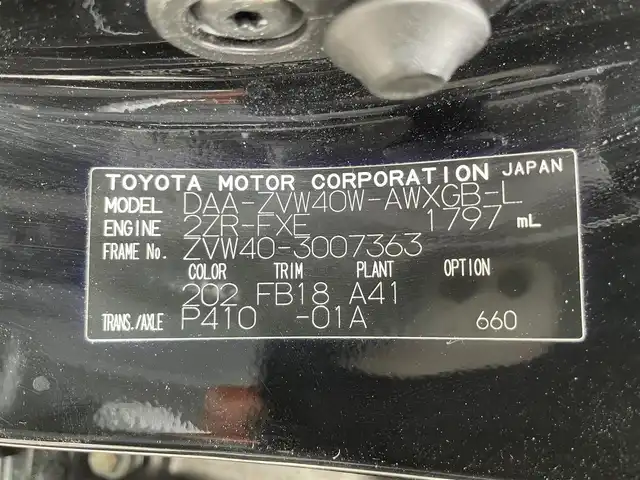 TOYOTA MOTOR CORPORATION JAPAN
MODEL DAA-ZVW40W-AWXGB-L
ENGINE 2ZR-FXE 1797 mL
FRAME No. ZVW40-3007363
COLOR TRIM PLANT OPTION
202 FB18 A41
TRANS./AXLE P410 -01A 660